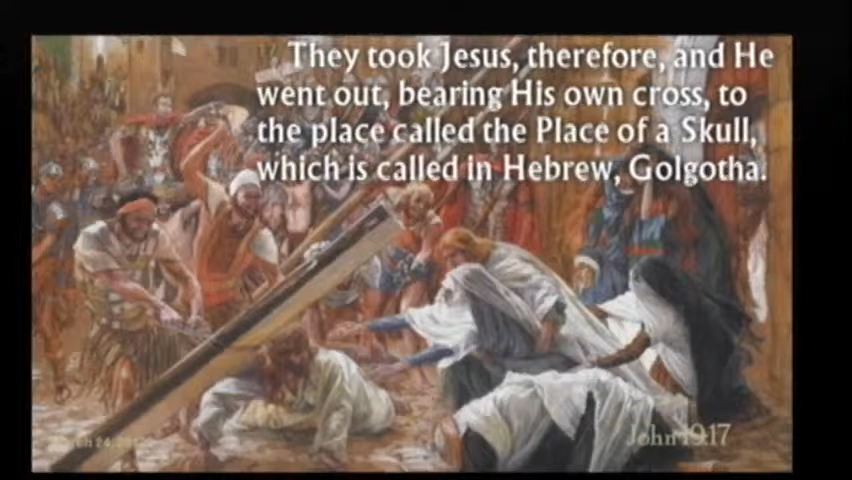 They took Jesus, therefore, and He
went out, bearing His own cross, to
the place called the Place of a Skull,
which is called in Hebrew, Golgotha.
John 19:17